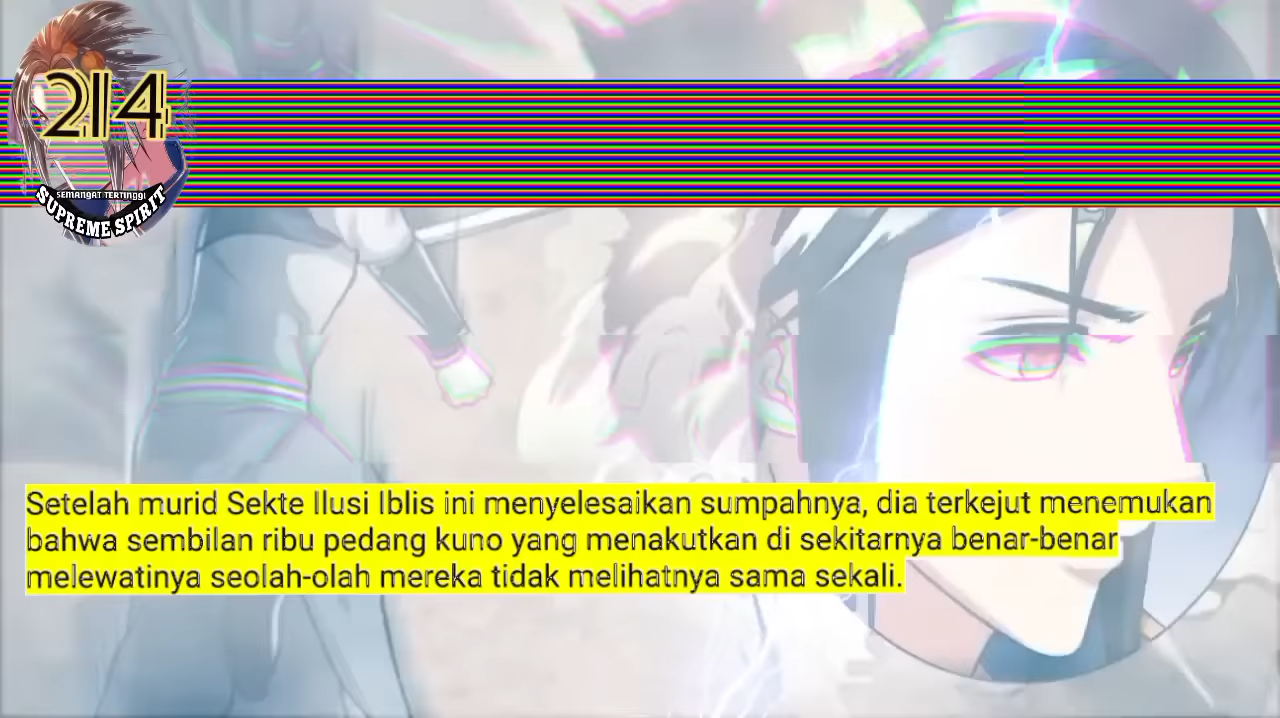 214
SEMANGAT TERTINGGI
SUPREME SPIRIT
Setelah murid Sekte Ilusi Iblis ini menyelesaikan sumpahnya, dia terkejut menemukan
bahwa sembilan ribu pedang kuno yang menakutkan di sekitarnya benar-benar
melewatinya seolah-olah mereka tidak melihatnya sama sekali.